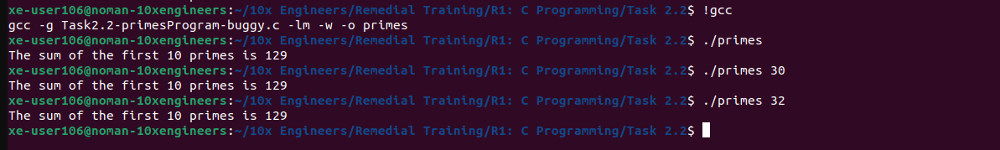 xe-user106@noman-10xengineers:~/10x Engineers/Remedial Training/R1: C Programming/Task 2.2$ !gcc
gcc -g Task2.2-primesProgram-buggy.c -lm -w -o primes
xe-user106@noman-10xengineers:~/10x Engineers/Remedial Training/R1: C Programming/Task 2.2$ ./primes
The sum of the first 10 primes is 129
xe-user106@noman-10xengineers:~/10x Engineers/Remedial Training/R1: C Programming/Task 2.2$ ./primes 30
The sum of the first 10 primes is 129
xe-user106@noman-10xengineers:~/10x Engineers/Remedial Training/R1: C Programming/Task 2.2$ ./primes 32
The sum of the first 10 primes is 129
xe-user106@noman-10xengineers:~/10x Engineers/Remedial Training/R1: C Programming/Task 2.2$